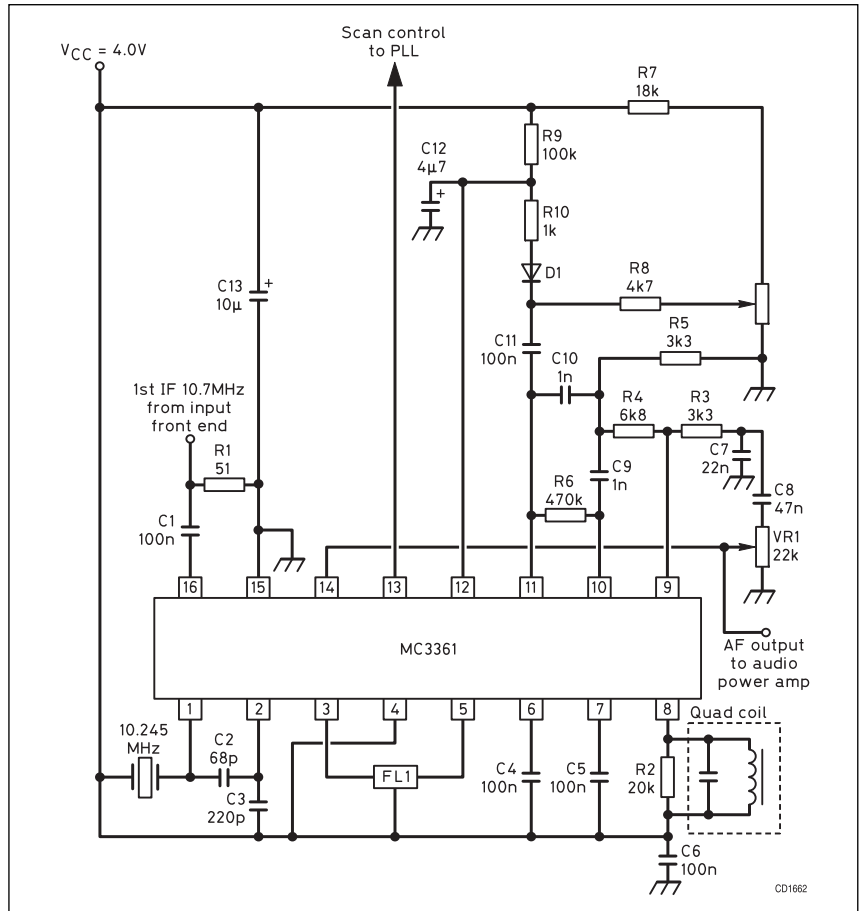 Scan control
to PLL
VCC = 4.0V
R7
18k
R9
100k
C12
4µ7
+
R10
1k
D1
C13
10µ
+
R8
4k7
C11
100n
C10
1n
R5
3k3
1st IF 10.7MHz
from input
front end
R1
51
R4
6k8
R3
3k3
C7
22n
C9
1n
R6
470k
C8
47n
C1
100n
VR1
22k
16 15 14 13 12 11 10 9
MC3361
AF output
to audio
power amp
1 2 3 4 5 6 7 8
Quad coil
10.245
MHz
C2
68p
C3
220p
FL1
C4
100n
C5
100n
R2
20k
C6
100n
CD1662